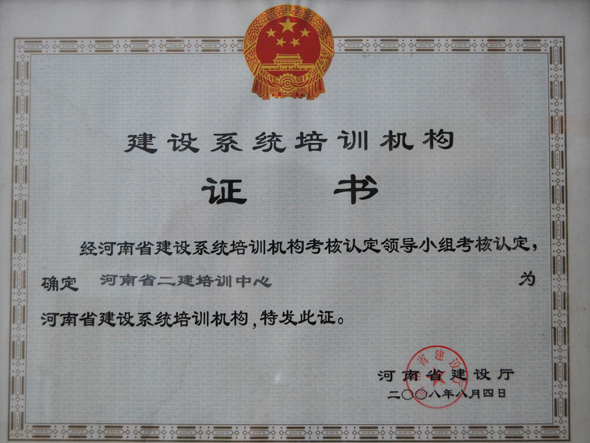 建设系统培训机构
证 书
经河南省建设系统培训机构考核认定领导小组考核认定，
确定 河南省二建培训中心 为
河南省建设系统培训机构，特发此证。
河南省建设厅
二〇〇八年八月四日